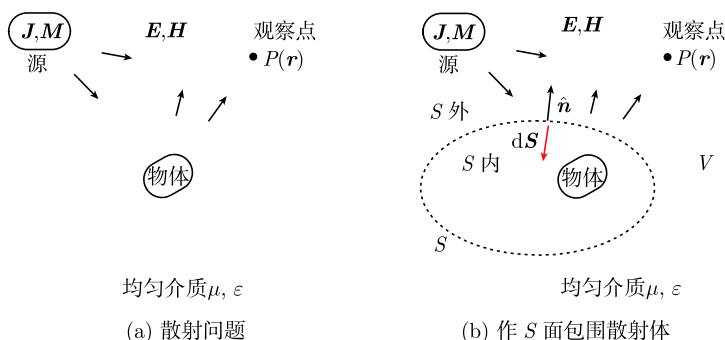 J,M
源
E,H
观察点
P(r)
物体
均匀介质μ, ε
(a) 散射问题
J,M
源
E,H
观察点
P(r)
S 外
n̂
dS
S 内
物体
V
S
均匀介质μ, ε
(b) 作 S 面包围散射体